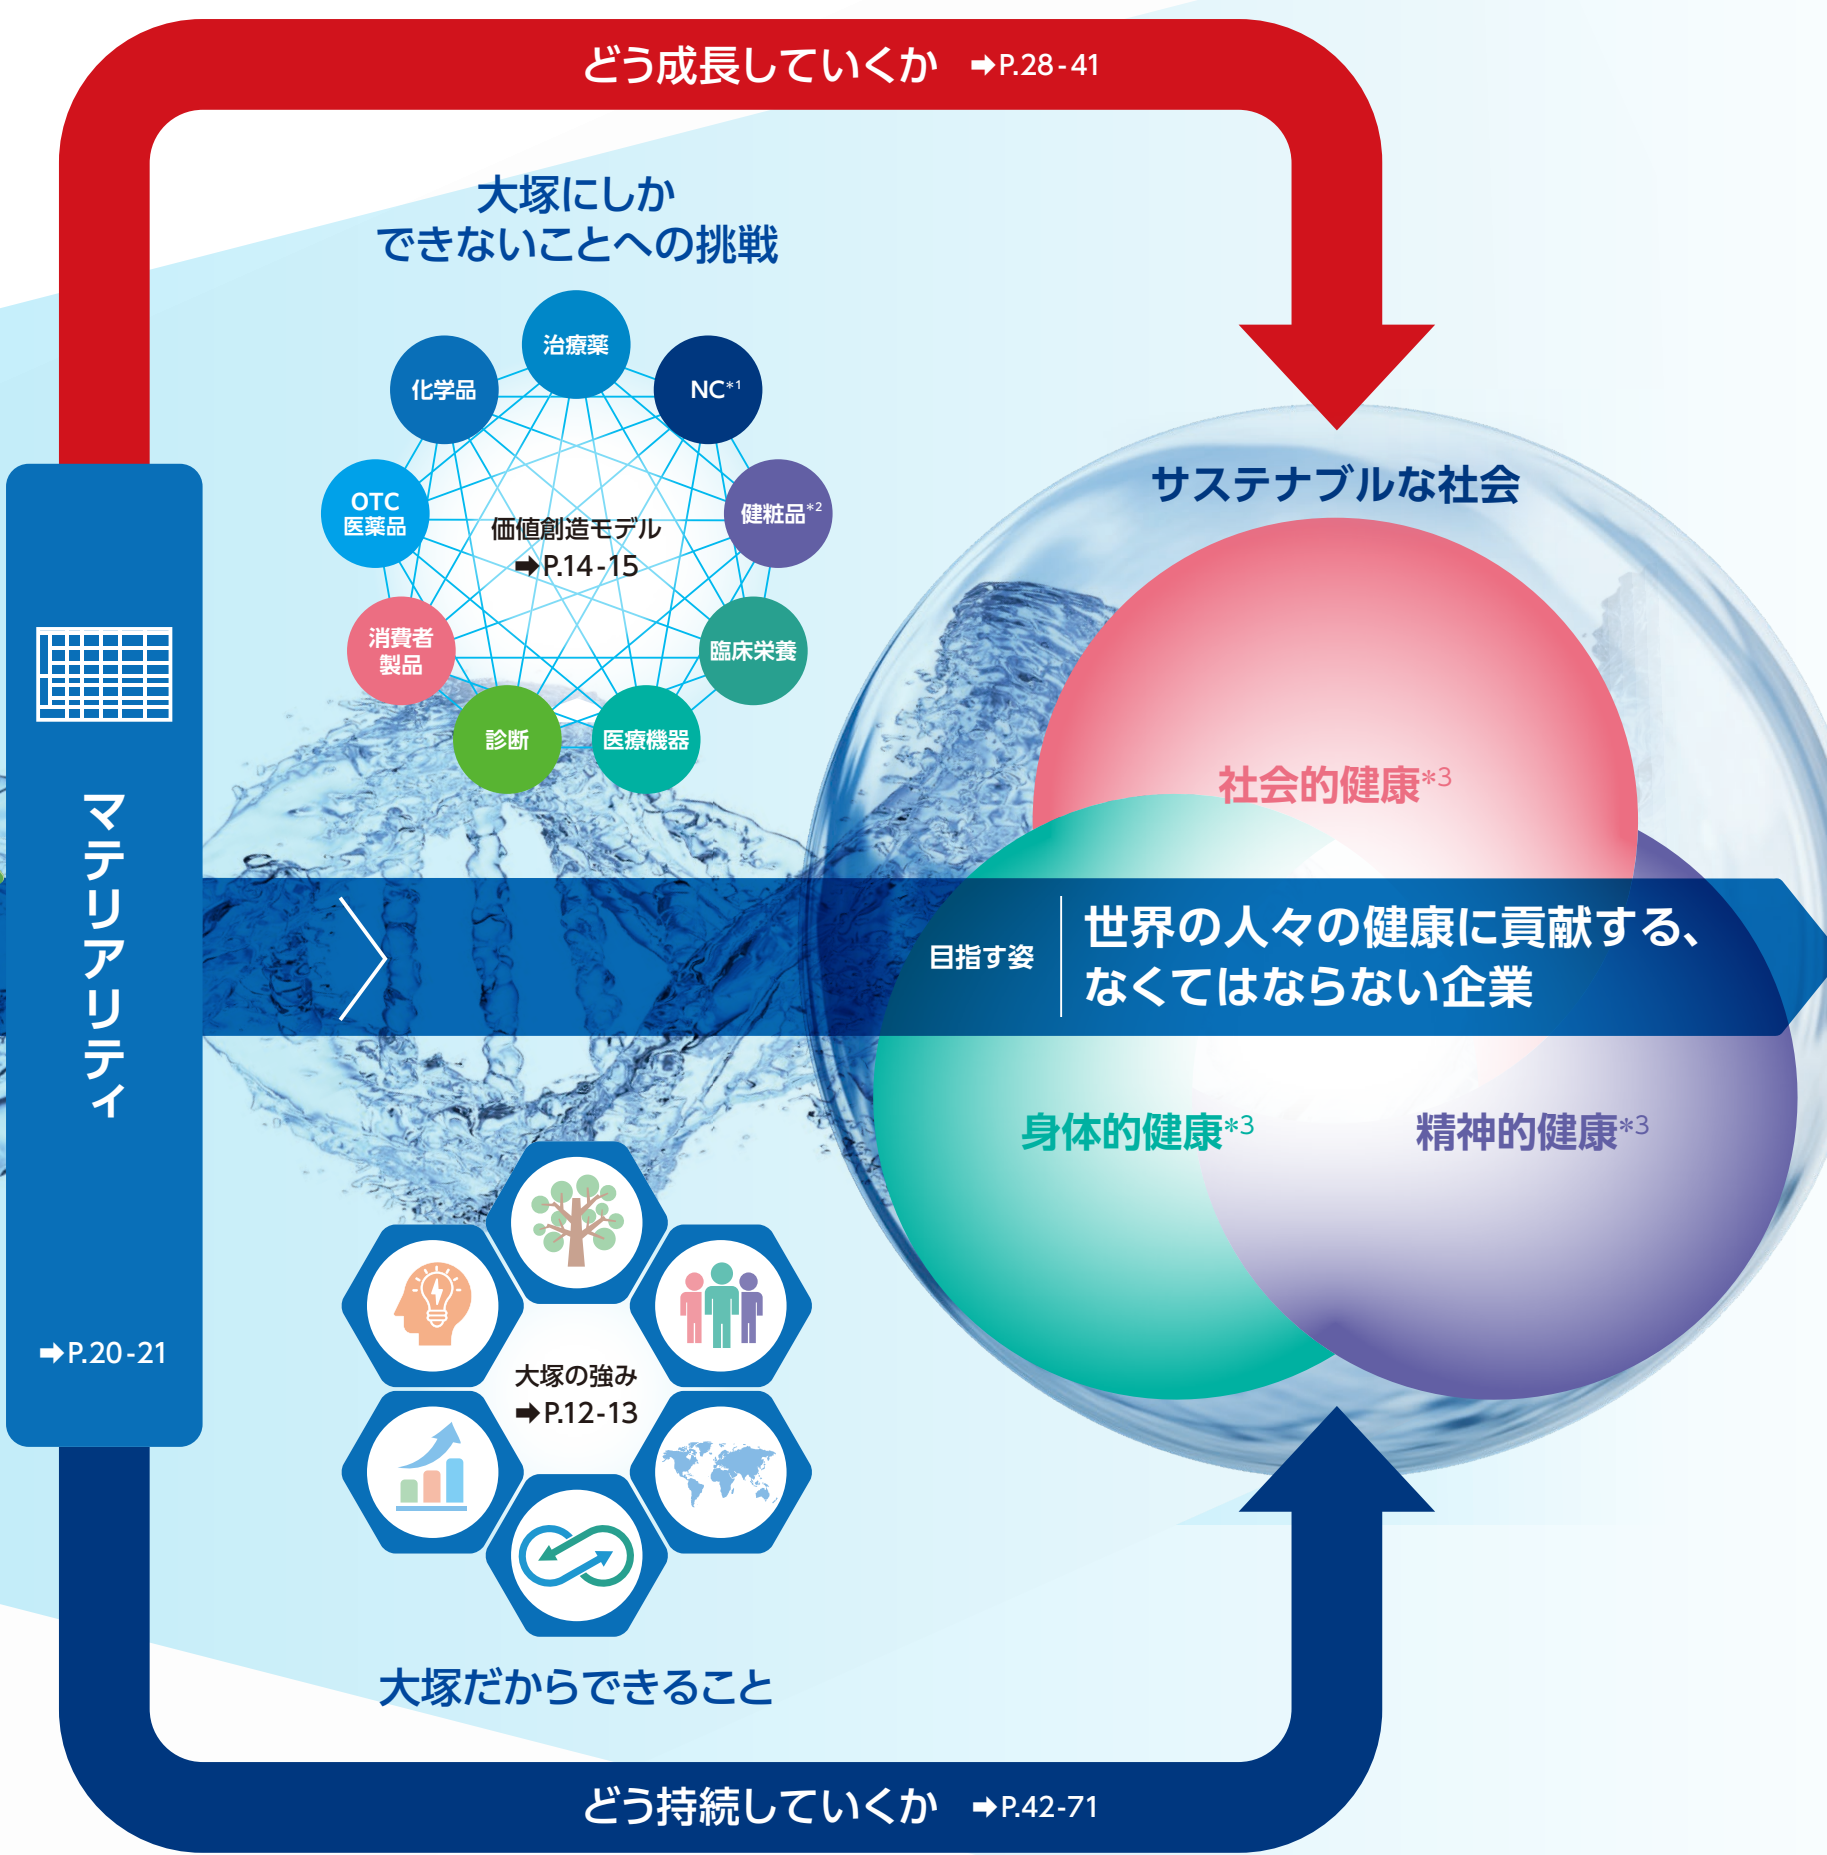 どう成長していくか ➡P.28-41
大塚にしか
できないことへの挑戦
治療薬
化学品
NC*1
OTC
医薬品
健粧品*2
価値創造モデル
➡P.14-15
消費者
製品
臨床栄養
診断
医療機器
マテリアリティ
➡P.20-21
サステナブルな社会
社会的健康*3
目指す姿
世界の人々の健康に貢献する、
なくてはならない企業
身体的健康*3
精神的健康*3
大塚の強み
➡P.12-13
大塚だからできること
どう持続していくか ➡P.42-71